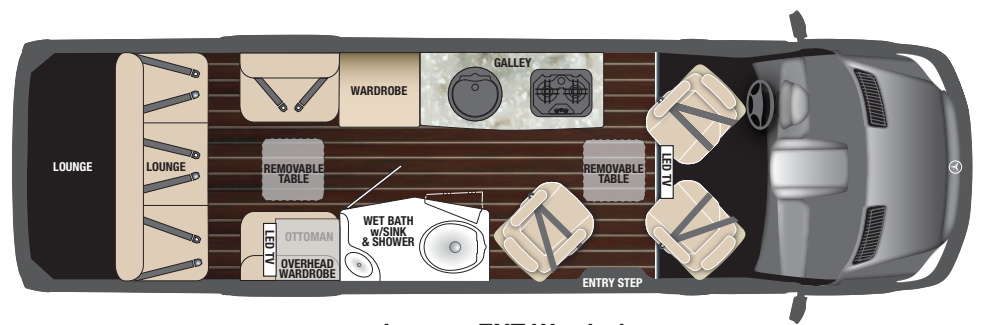 GALLEY
WARDROBE
LOUNGE
LOUNGE
REMOVABLE
TABLE
REMOVABLE
TABLE
LED TV
WET BATH
w/SINK
& SHOWER
OTTOMAN
LED TV
OVERHEAD
WARDROBE
ENTRY STEP